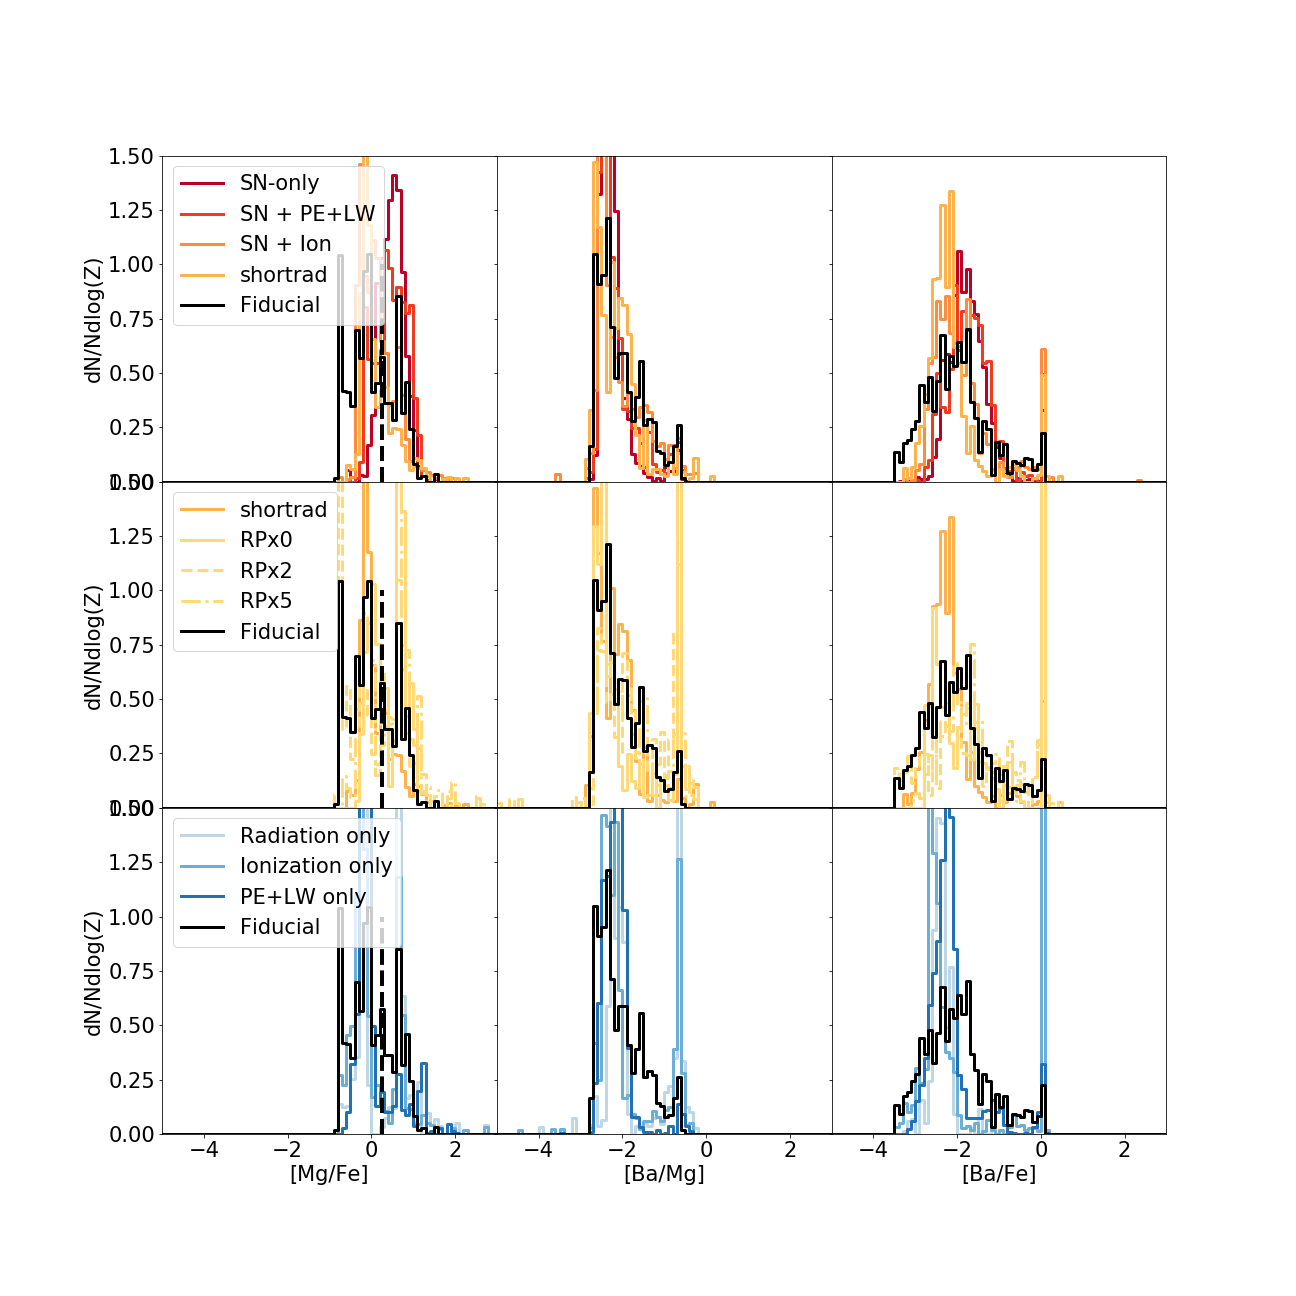 1.50
1.25
1.00
0.75
0.50
0.25
dN/Ndlog(Z)
SN-only
SN + PE+LW
SN + Ion
shortrad
Fiducial
1.50
1.25
1.00
0.75
0.50
0.25
dN/Ndlog(Z)
shortrad
RPx0
RPx2
RPx5
Fiducial
1.50
1.25
1.00
0.75
0.50
0.25
0.00
dN/Ndlog(Z)
Radiation only
Ionization only
PE+LW only
Fiducial
−4 −2 0 2 −4 −2 0 2 −4 −2 0 2
[Mg/Fe] [Ba/Mg] [Ba/Fe]